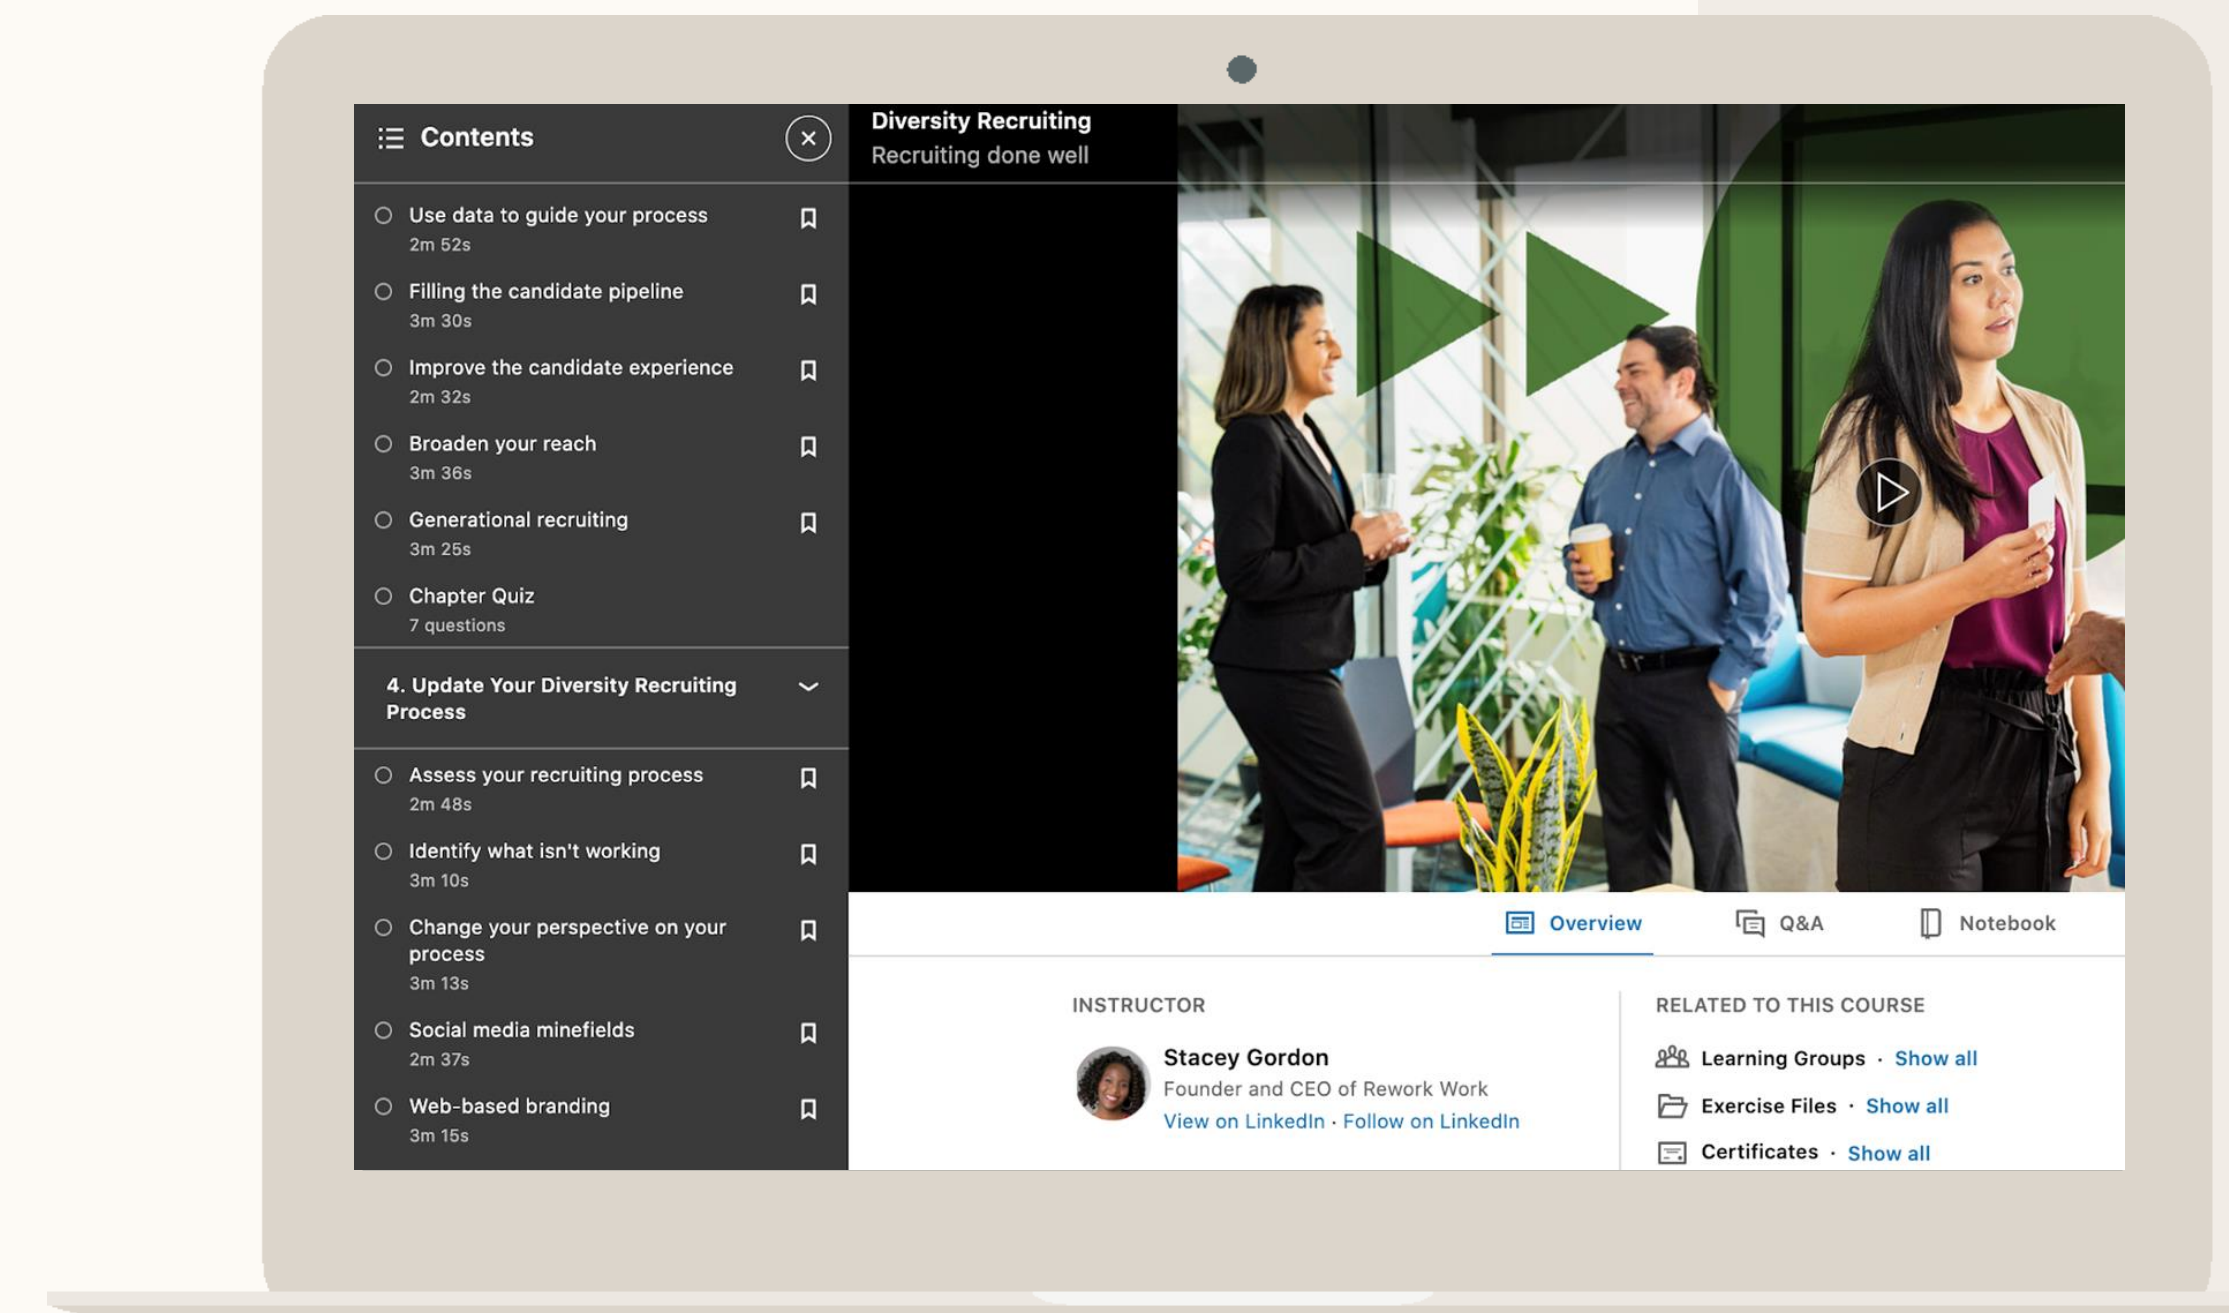 Contents
Use data to guide your process
2m 52s
Filling the candidate pipeline
3m 30s
Improve the candidate experience
2m 32s
Broaden your reach
3m 36s
Generational recruiting
3m 25s
Chapter Quiz
7 questions
4. Update Your Diversity Recruiting
Process
Assess your recruiting process
2m 48s
Identify what isn't working
3m 10s
Change your perspective on your
process
3m 13s
Social media minefields
2m 37s
Web-based branding
3m 15s
Diversity Recruiting
Recruiting done well
Overview
Q&A
Notebook
INSTRUCTOR
Stacey Gordon
Founder and CEO of Rework Work
View on LinkedIn · Follow on LinkedIn
RELATED TO THIS COURSE
Learning Groups · Show all
Exercise Files · Show all
Certificates · Show all